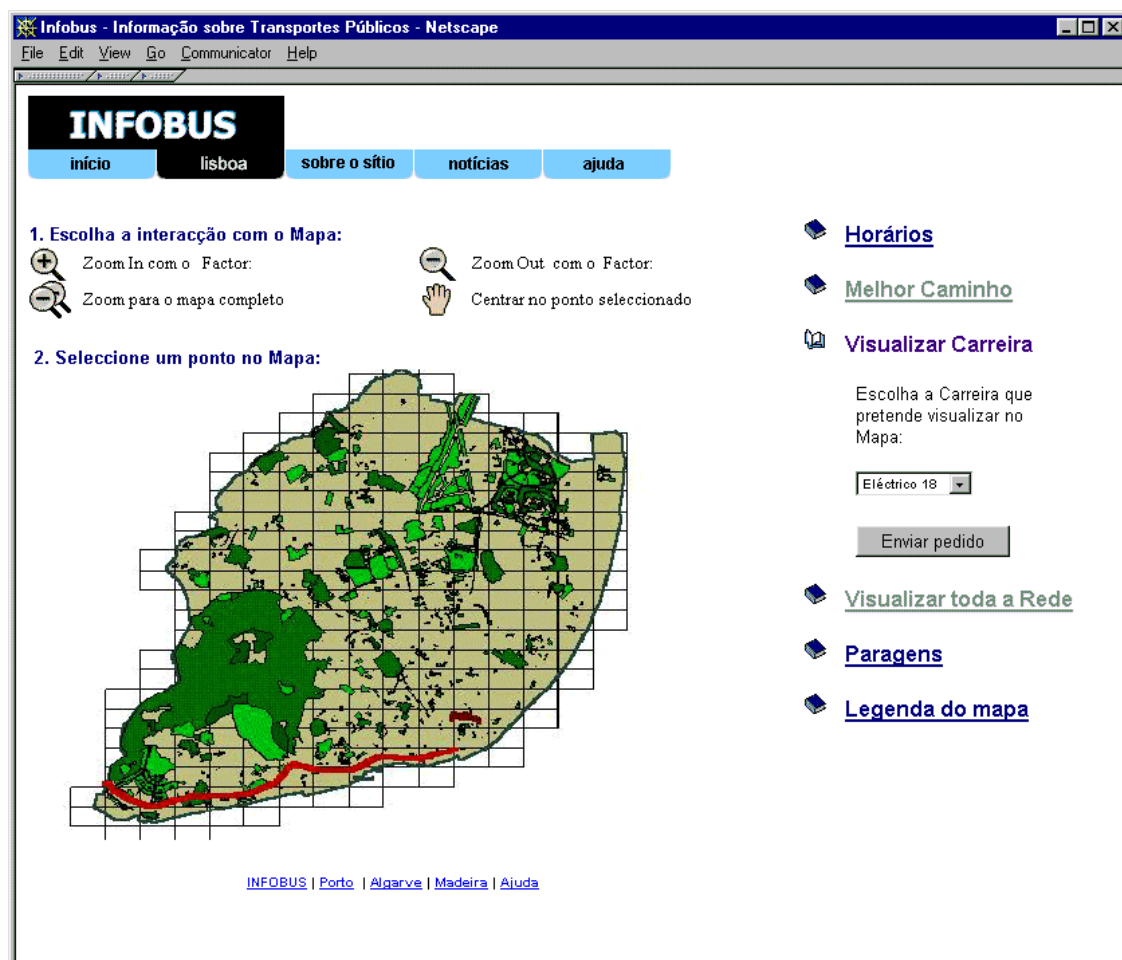 Infobus - Informação sobre Transportes Públicos - Netscape
File Edit View Go Communicator Help
INFOBUS
início lisboa sobre o sítio notícias ajuda
1. Escolha a interacção com o Mapa:
Zoom In com o Factor: Zoom Out com o Factor:
Zoom para o mapa completo Centrar no ponto seleccionado
2. Seleccione um ponto no Mapa:
Horários
Melhor Caminho
Visualizar Carreira
Escolha a Carreira que
pretende visualizar no
Mapa:
Eléctrico 18
Enviar pedido
Visualizar toda a Rede
Paragens
Legenda do mapa
INFOBUS | Porto | Algarve | Madeira | Ajuda